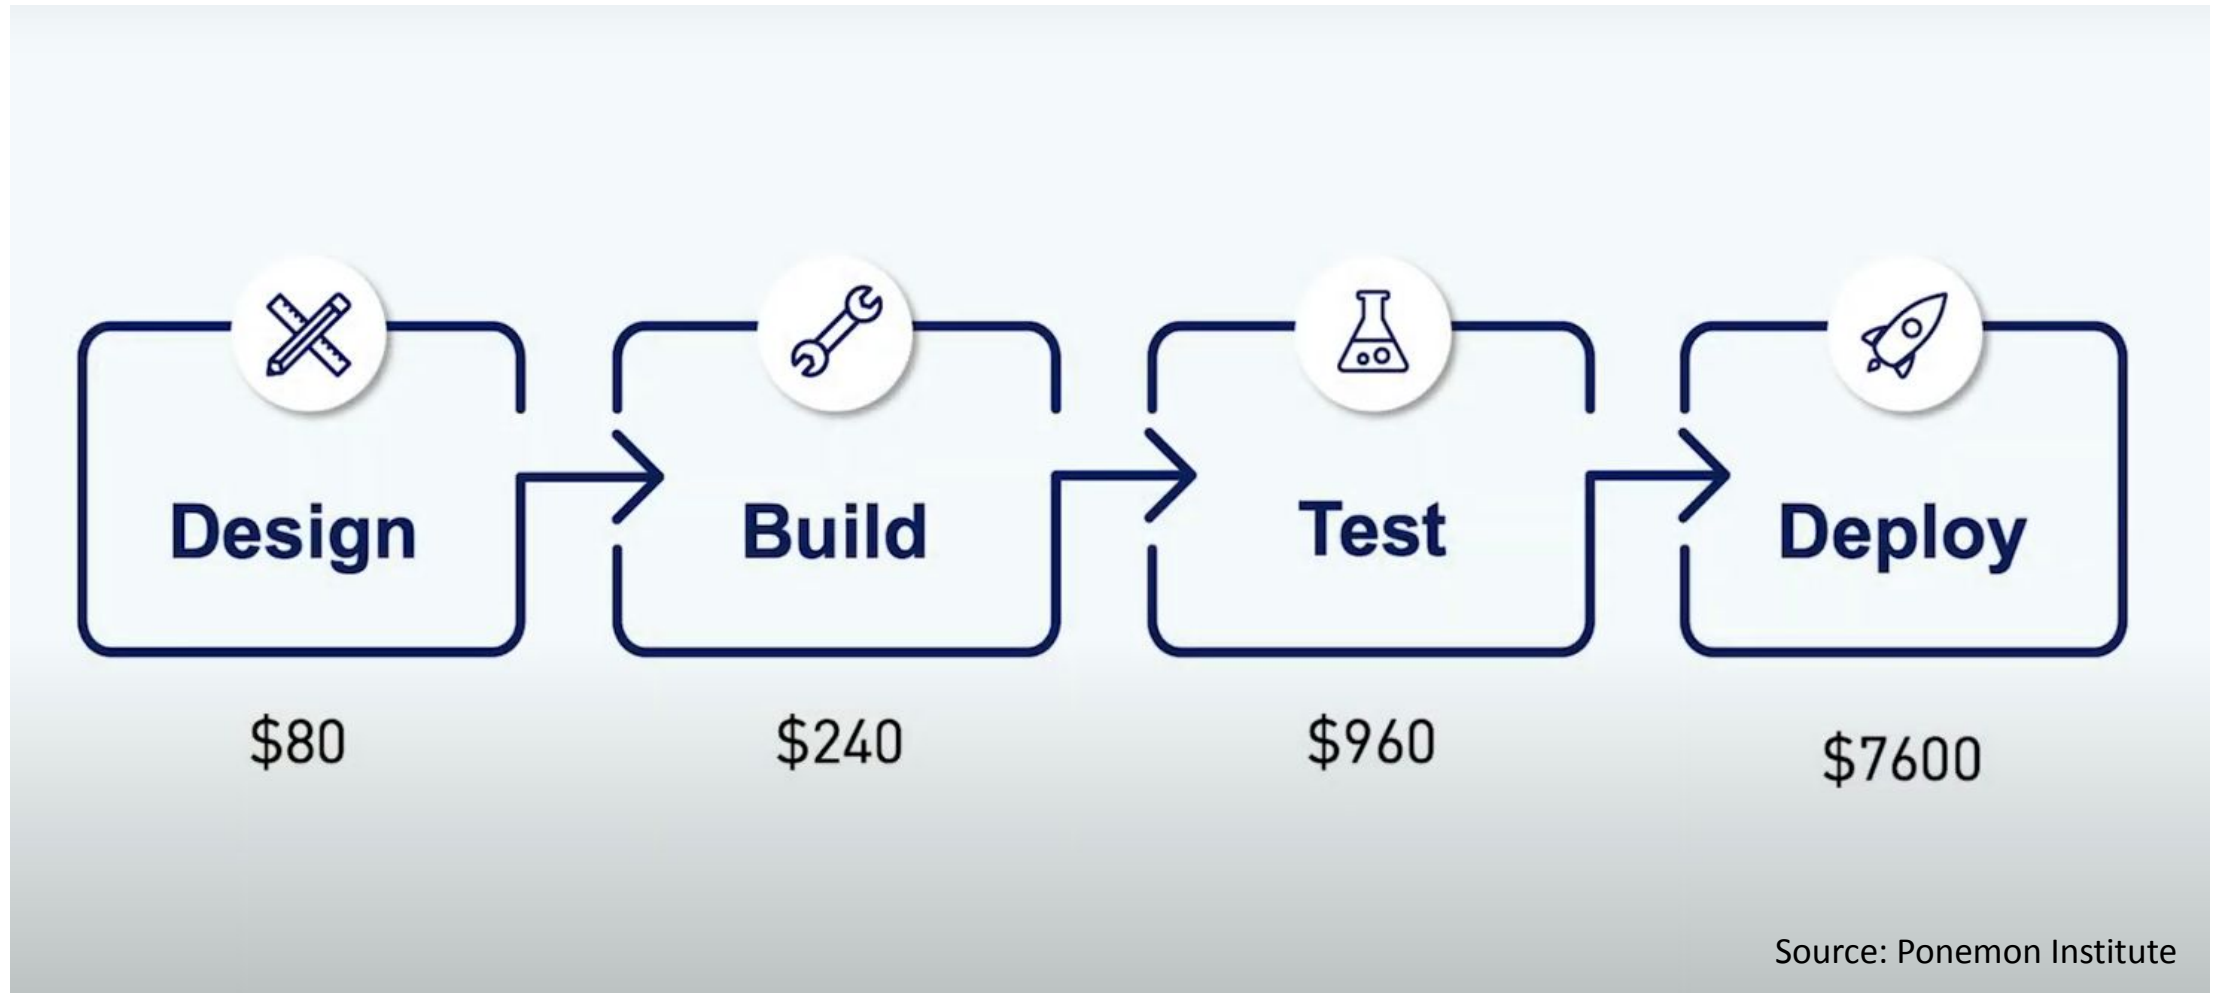 Design
Build
Test
Deploy
$80
$240
$960
$7600
Source: Ponemon Institute